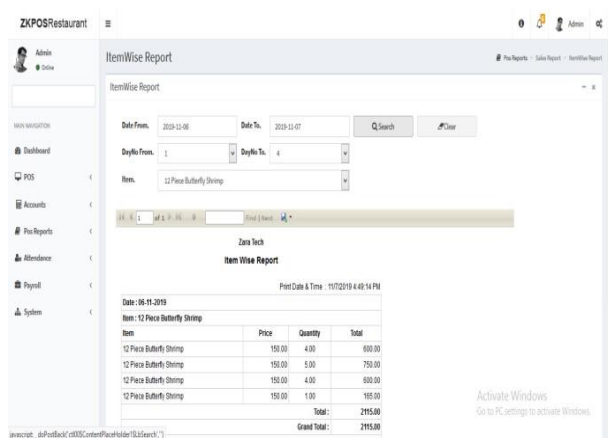 ZKPOSRestaurant
Admin
Admin
Online
ItemWise Report
Pos Reports - Sales Report - ItemWise Report
ItemWise Report
MAIN NAVIGATION
Dashboard
POS
Accounts
Pos Reports
Attendance
Payroll
System
Date From. 2019-11-06 Date To. 2019-11-07 Search Clear
DayNo From. 1 DayNo To. 4
Item. 12 Piece Butterfly Shrimp
1 of 1 Find | Next
Zara Tech
Item Wise Report
Print Date & Time : 11/7/2019 4:49:14 PM
Date : 06-11-2019
Item : 12 Piece Butterfly Shrimp
Item Price Quantity Total
12 Piece Butterfly Shrimp 150.00 4.00 600.00
12 Piece Butterfly Shrimp 150.00 5.00 750.00
12 Piece Butterfly Shrimp 150.00 4.00 600.00
12 Piece Butterfly Shrimp 150.00 1.00 165.00
Total : 2115.00
Grand Total : 2115.00
Activate Windows
Go to PC settings to activate Windows.